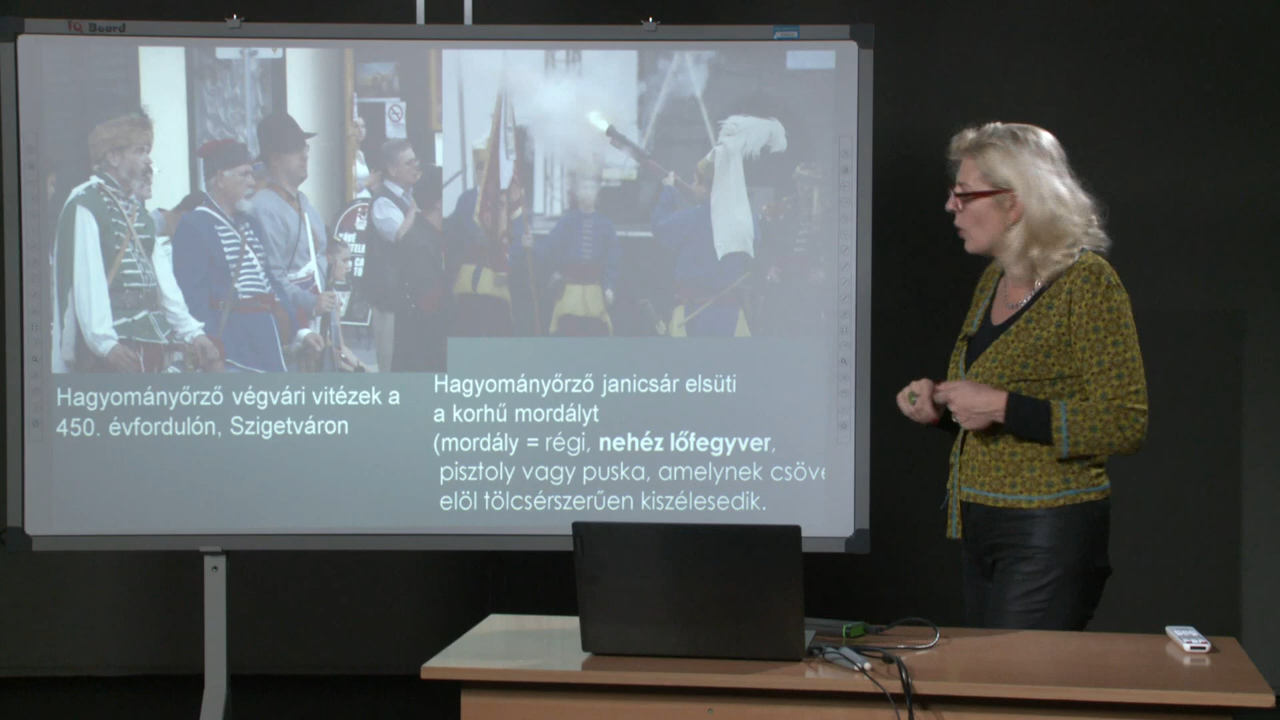 IQ Board
Hagyományőrző végvári vitézek a
450. évfordulón, Szigetváron
Hagyományőrző janicsár elsüti
a korhű mordályt
(mordály = régi, nehéz lőfegyver,
pisztoly vagy puska, amelynek csöve
elöl tölcsérszerűen kiszélesedik.